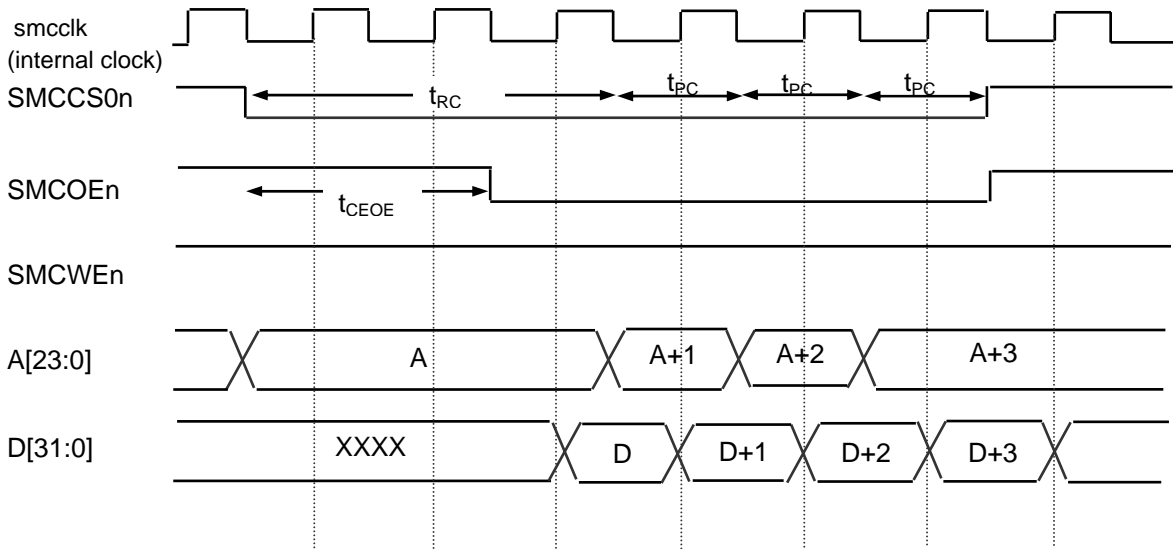 smcclk
(internal clock)
SMCCS0n
tRC
tPC
tPC
tPC
SMCOEn
tCEOE
SMCWEn
A[23:0]
A
A+1
A+2
A+3
D[31:0]
XXXX
D
D+1
D+2
D+3